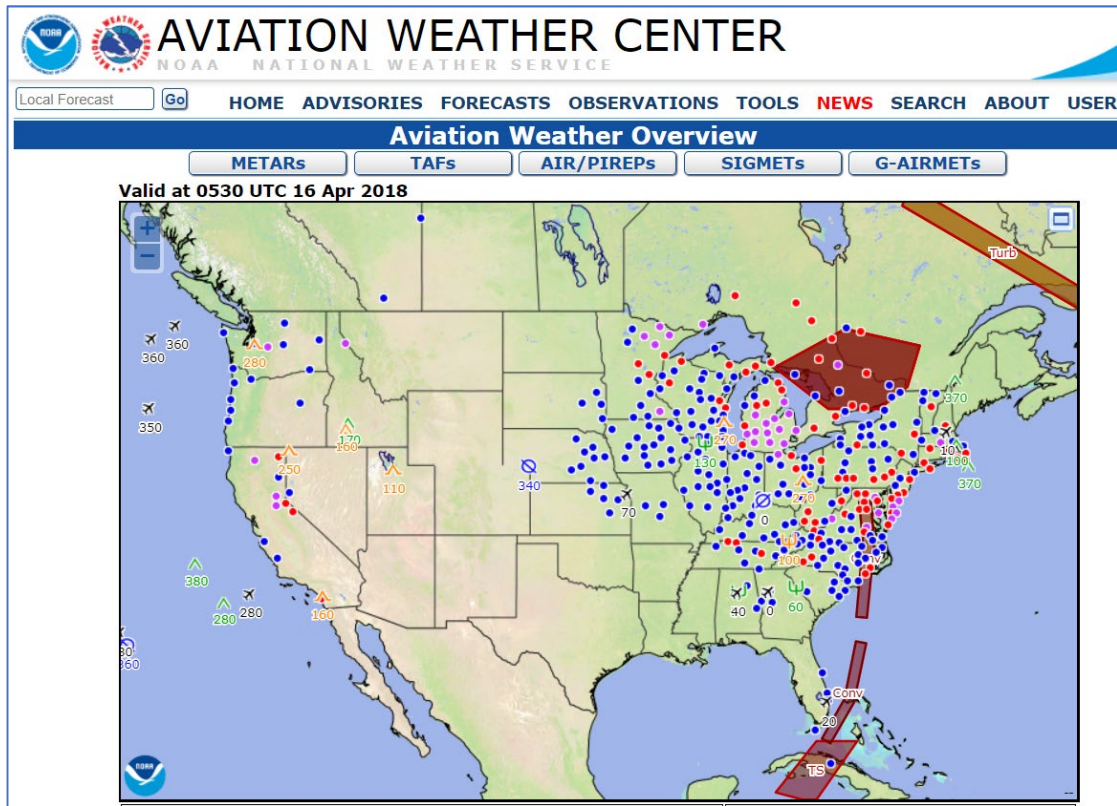 AVIATION WEATHER CENTER
NOAA NATIONAL WEATHER SERVICE
Local Forecast Go HOME ADVISORIES FORECASTS OBSERVATIONS TOOLS NEWS SEARCH ABOUT USER
Aviation Weather Overview
METARs TAFs AIR/PIREPs SIGMETs G-AIRMETs
Valid at 0530 UTC 16 Apr 2018
+
−
Turb
360
360
280
370
350
170
160
270
10
100
250
130
370
110
340
270
70
0
100
Conv
380
280
280
160
40
0
60
360
Conv
20
TS
NOAA